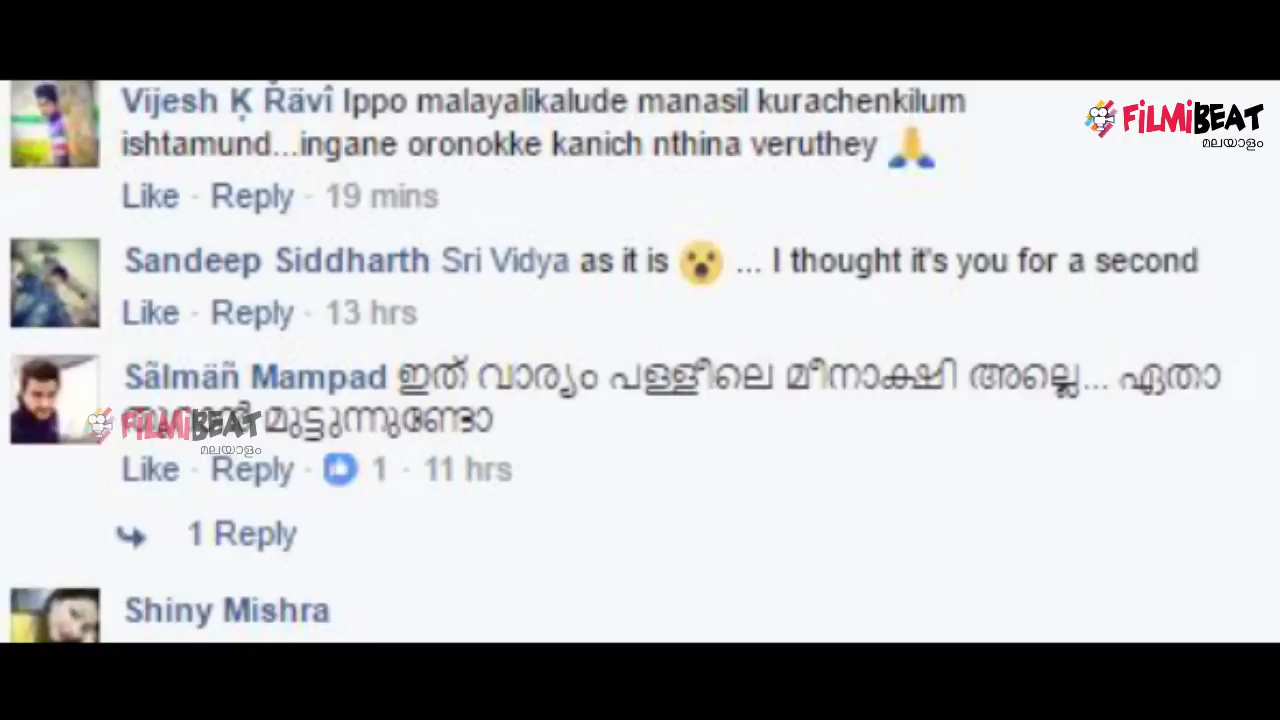 Vijesh Ķ Řävî Ippo malayalikalude manasil kurachenkilum
FiLMiBEAT
മലയാളം
ishtamund...ingane oronokke kanich nthina veruthey 🙏
Like · Reply · 19 mins
Sandeep Siddharth Sri Vidya as it is 😮 ... I thought it's you for a second
Like · Reply · 13 hrs
Sãlmäñ Mampad ഇത് വാര്യം പള്ളീലെ മീനാക്ഷി അല്ലെ... ഏതാ
മുട്ടുന്നുണ്ടോ
FiLMiBEAT
മലയാളം
Like · Reply · 1 · 11 hrs
1 Reply
Shiny Mishra